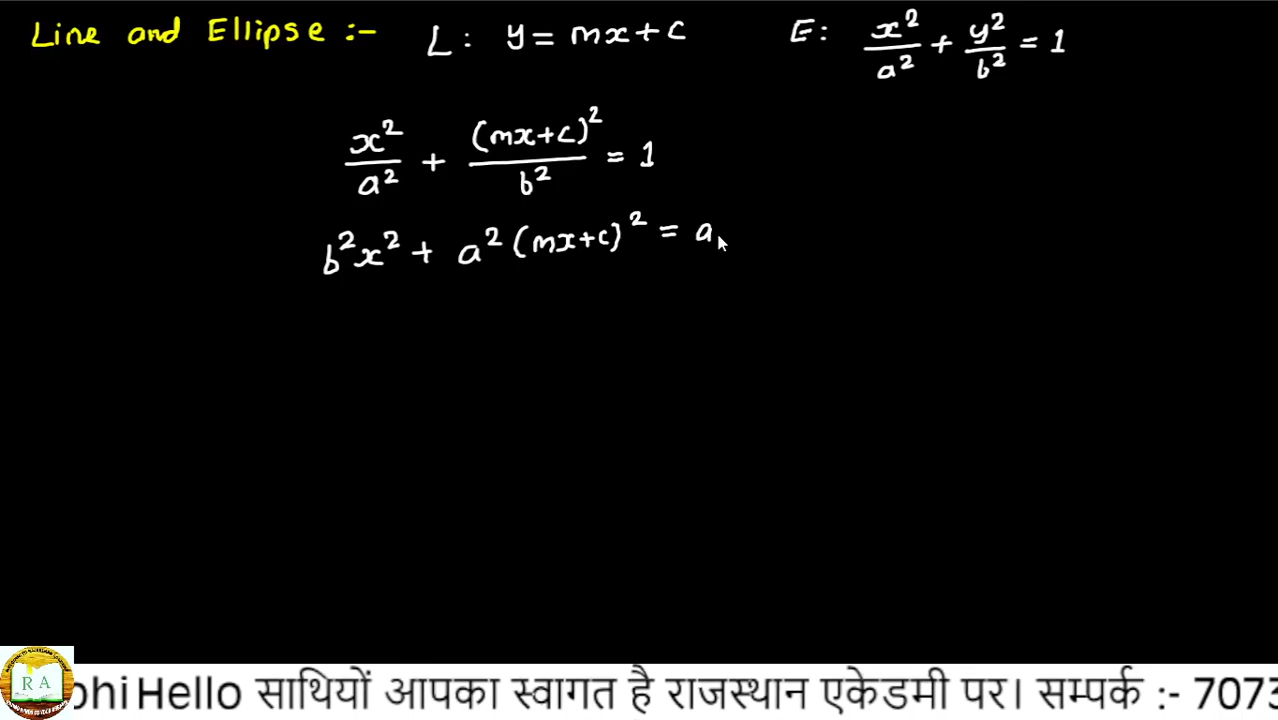 Line and Ellipse :- L: y = mx+c E: x²/a² + y²/b² = 1
x²/a² + (mx+c)²/b² = 1
b²x² + a²(mx+c)² = a
R A
ohi Hello साथियों आपका स्वागत है राजस्थान एकेडमी पर। सम्पर्क :- 7073